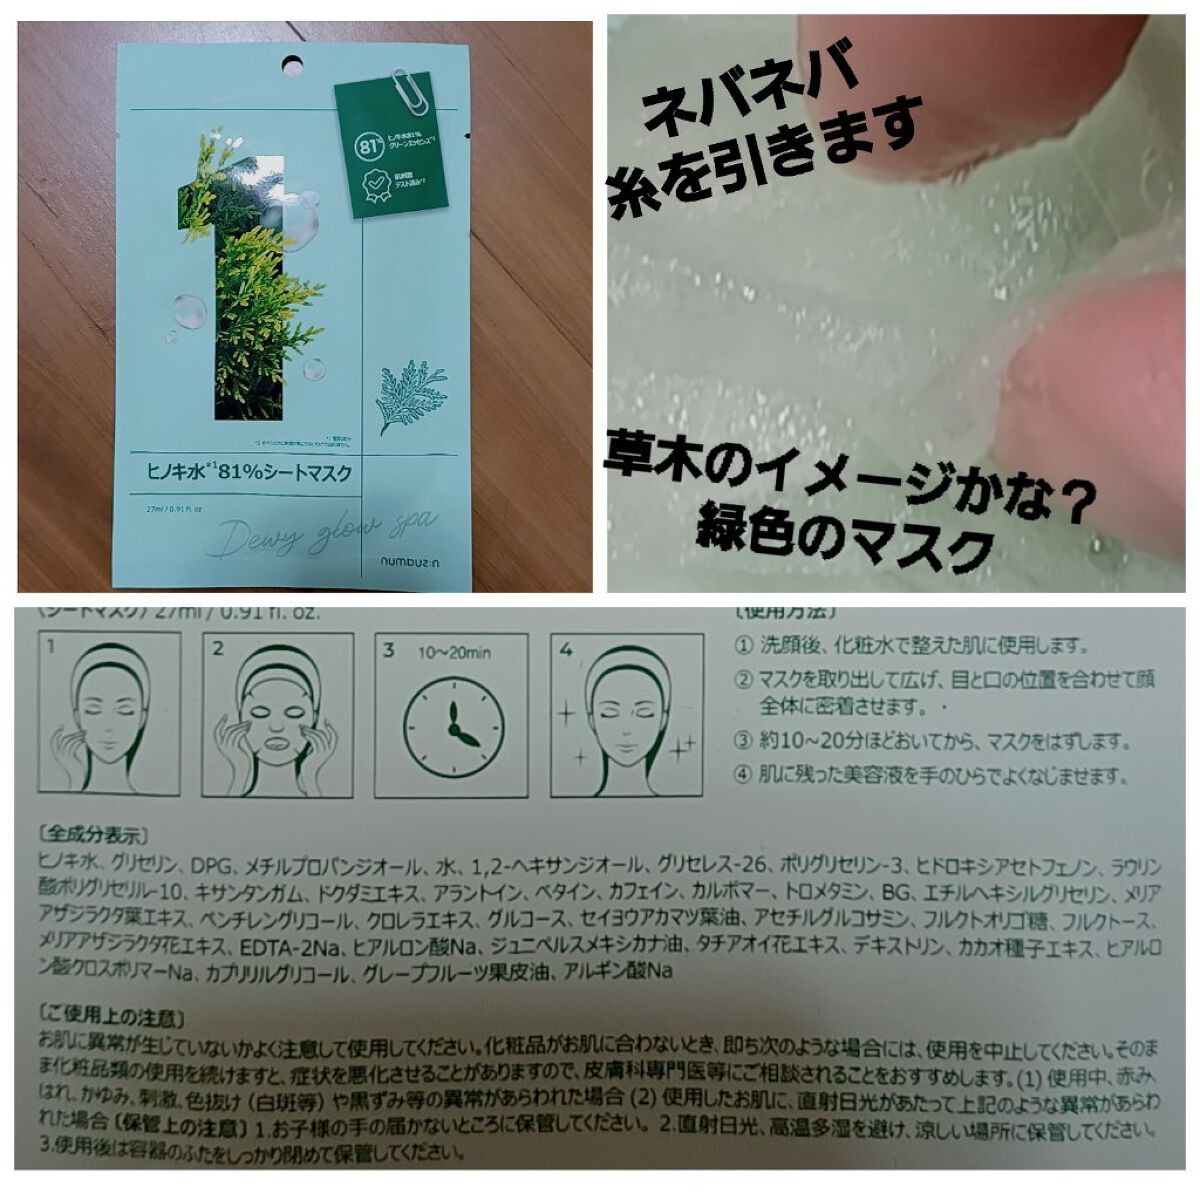 81%
ヒノキ水81%
グリーンエッセンス*1
テスト済み*2
*1 整肌成分
ヒノキ水*1 81%シートマスク
27ml / 0.91 fl. oz
Dewy glow spa
numbuz:n
ネバネバ
糸を引きます
草木のイメージかな？
緑色のマスク
(シートマスク) 27ml / 0.91 fl. oz.
1
2
3
10〜20min
4
〔使用方法〕
① 洗顔後、化粧水で整えた肌に使用します。
② マスクを取り出して広げ、目と口の位置を合わせて顔
全体に密着させます。
③ 約10〜20分ほどおいてから、マスクをはずします。
④ 肌に残った美容液を手のひらでよくなじませます。
〔全成分表示〕
ヒノキ水、グリセリン、DPG、メチルプロパンジオール、水、1,2-ヘキサンジオール、グリセレス-26、ポリグリセリン-3、ヒドロキシアセトフェノン、ラウリン
酸ポリグリセリル-10、キサンタンガム、ドクダミエキス、アラントイン、ベタイン、カフェイン、カルボマー、トロメタミン、BG、エチルヘキシルグリセリン、メリア
アザジラクタ葉エキス、ペンチレングリコール、クロレラエキス、グルコース、セイヨウアカマツ葉油、アセチルグルコサミン、フルクトオリゴ糖、フルクトース、
メリアアザジラクタ花エキス、EDTA-2Na、ヒアルロン酸Na、ジュニペルスメキシカナ油、タチアオイ花エキス、デキストリン、カカオ種子エキス、ヒアルロ
ン酸クロスポリマーNa、カプリリルグリコール、グレープフルーツ果皮油、アルギン酸Na
〔ご使用上の注意〕
お肌に異常が生じていないかよく注意して使用してください。化粧品がお肌に合わないとき、即ち次のような場合には、使用を中止してください。そのま
ま化粧品類の使用を続けますと、症状を悪化させることがありますので、皮膚科専門医等にご相談されることをおすすめします。(1) 使用中、赤み、
はれ、かゆみ、刺激、色抜け（白斑等）や黒ずみ等の異常があらわれた場合 (2) 使用したお肌に、直射日光があたって上記のような異常があらわ
れた場合〔保管上の注意〕1.お子様の手の届かないところに保管してください。 2.直射日光、高温多湿を避け、涼しい場所に保管してください。
3.使用後は容器のふたをしっかり閉めて保管してください。